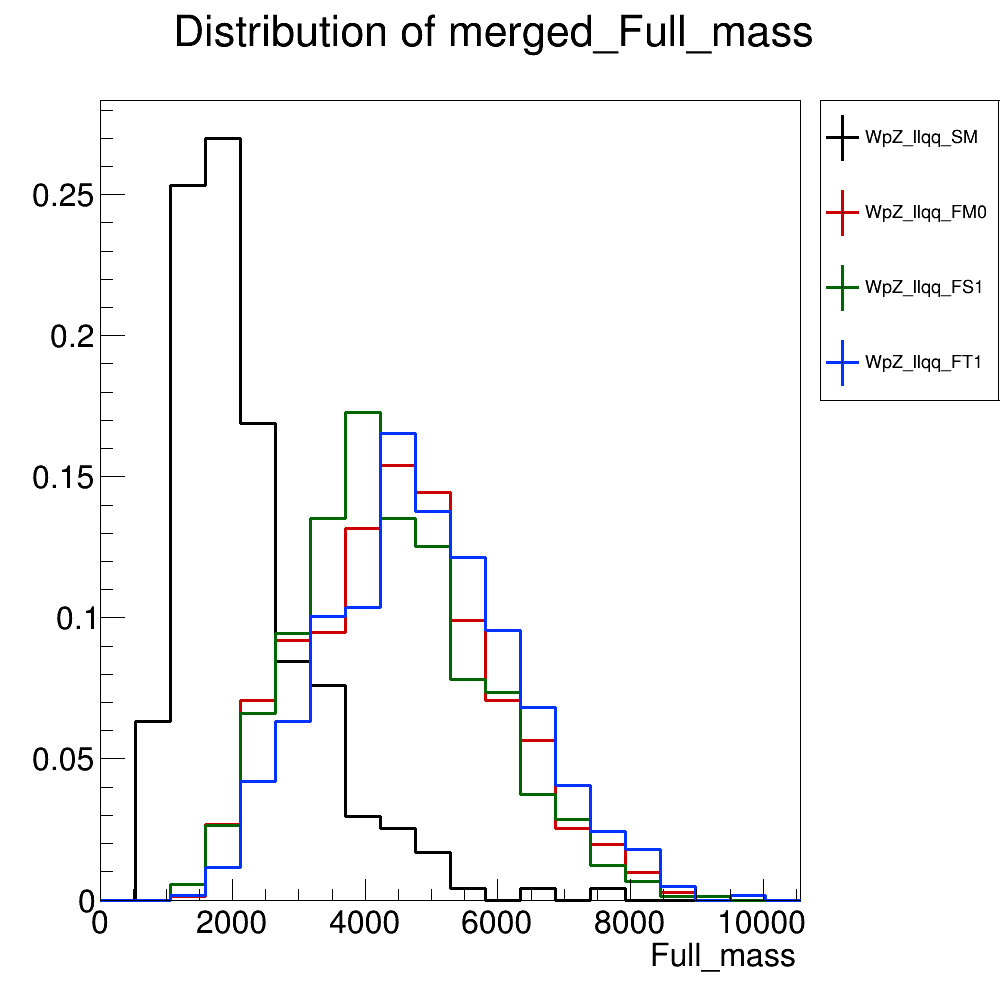 Distribution of merged_Full_mass
WpZ_llqq_SM
WpZ_llqq_FM0
WpZ_llqq_FS1
WpZ_llqq_FT1
0.25
0.2
0.15
0.1
0.05
0
0 2000 4000 6000 8000 10000
Full_mass